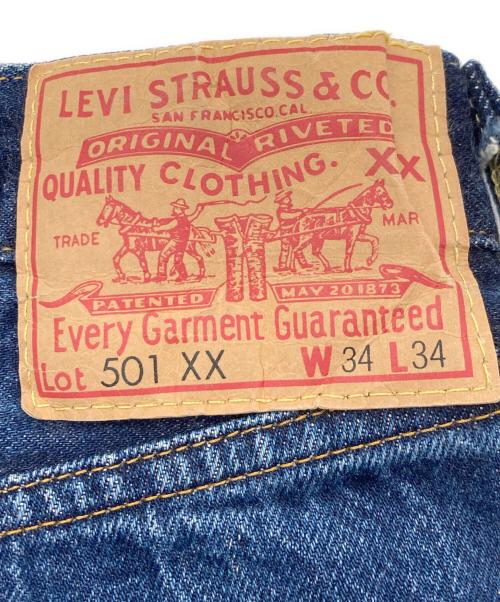 LEVI STRAUSS & CO.
SAN FRANCISCO.CAL.
ORIGINAL RIVETED
QUALITY CLOTHING. XX
TRADE MAR
PATENTED MAY 20 1873
Every Garment Guaranteed
Lot 501 XX W 34 L 34